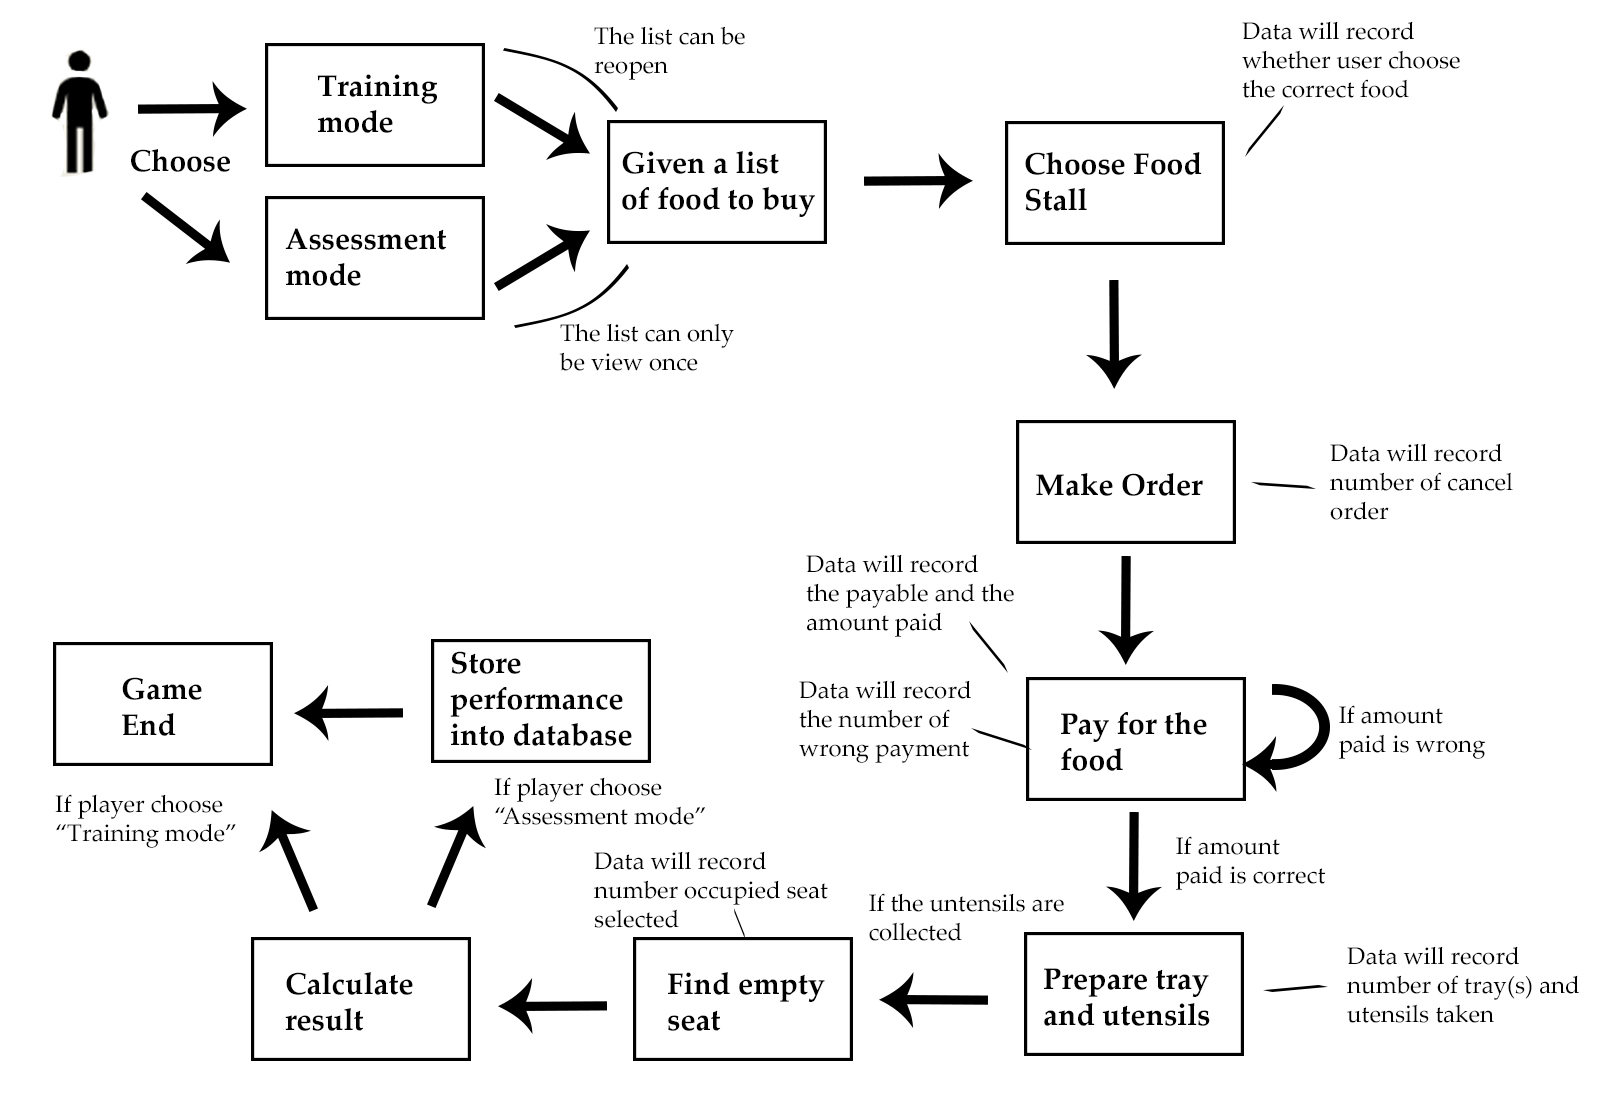 The list can be
reopen
Data will record
whether user choose
the correct food
Training
mode
Choose
Given a list
of food to buy
Choose Food
Stall
Assessment
mode
The list can only
be view once
Make Order
Data will record
number of cancel
order
Data will record
the payable and the
amount paid
Data will record
the number of
wrong payment
Pay for the
food
If amount
paid is wrong
Game
End
Store
performance
into database
If player choose
“Training mode”
If player choose
“Assessment mode”
If amount
paid is correct
Data will record
number occupied seat
selected
If the untensils are
collected
Calculate
result
Find empty
seat
Prepare tray
and utensils
Data will record
number of tray(s) and
utensils taken